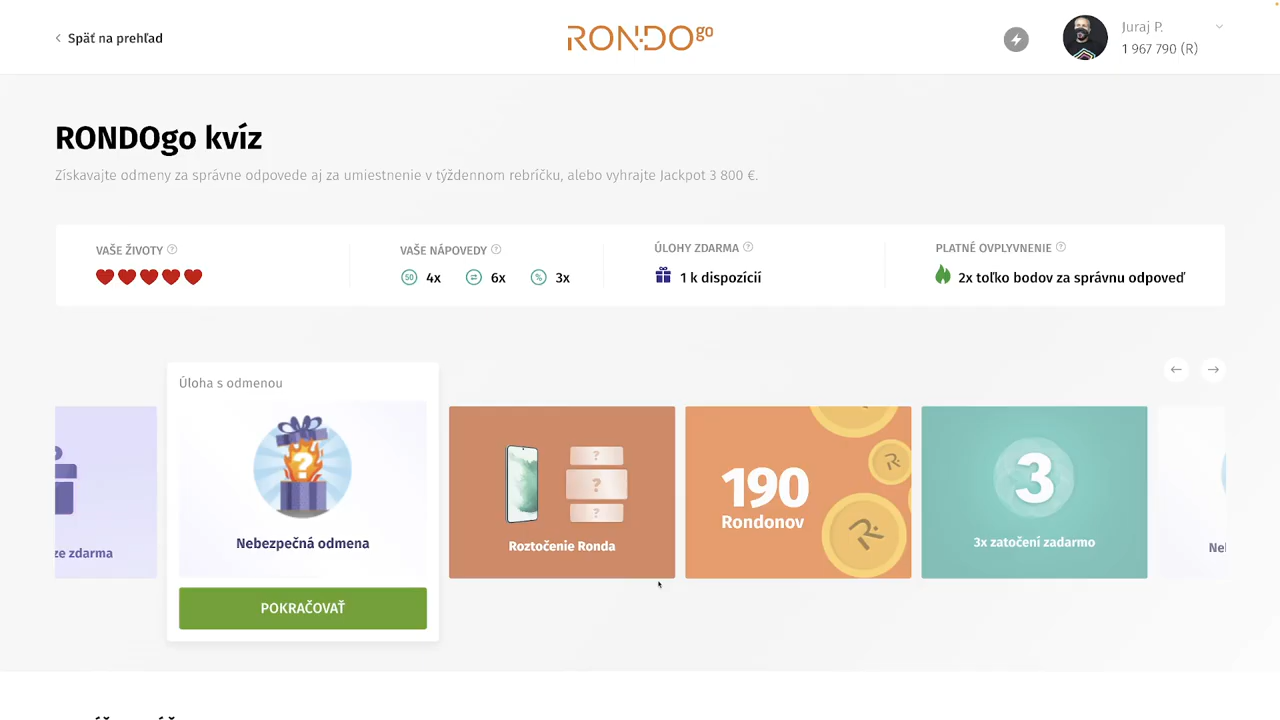 Späť na prehľad
RONDOgo
Juraj P.
1 967 790 (R)
RONDOgo kvíz
Získavajte odmeny za správne odpovede aj za umiestnenie v týždennom rebríčku, alebo vyhrajte Jackpot 3 800 €.
VAŠE ŽIVOTY
VAŠE NÁPOVEDY
50 4x
6x
% 3x
ÚLOHY ZDARMA
1 k dispozícií
PLATNÉ OVPLYVNENIE
2x toľko bodov za správnu odpoveď
Úloha s odmenou
ze zdarma
Nebezpečná odmena
POKRAČOVAŤ
Roztočenie Ronda
190
Rondonov
3
3x zatočení zadarmo
Nel